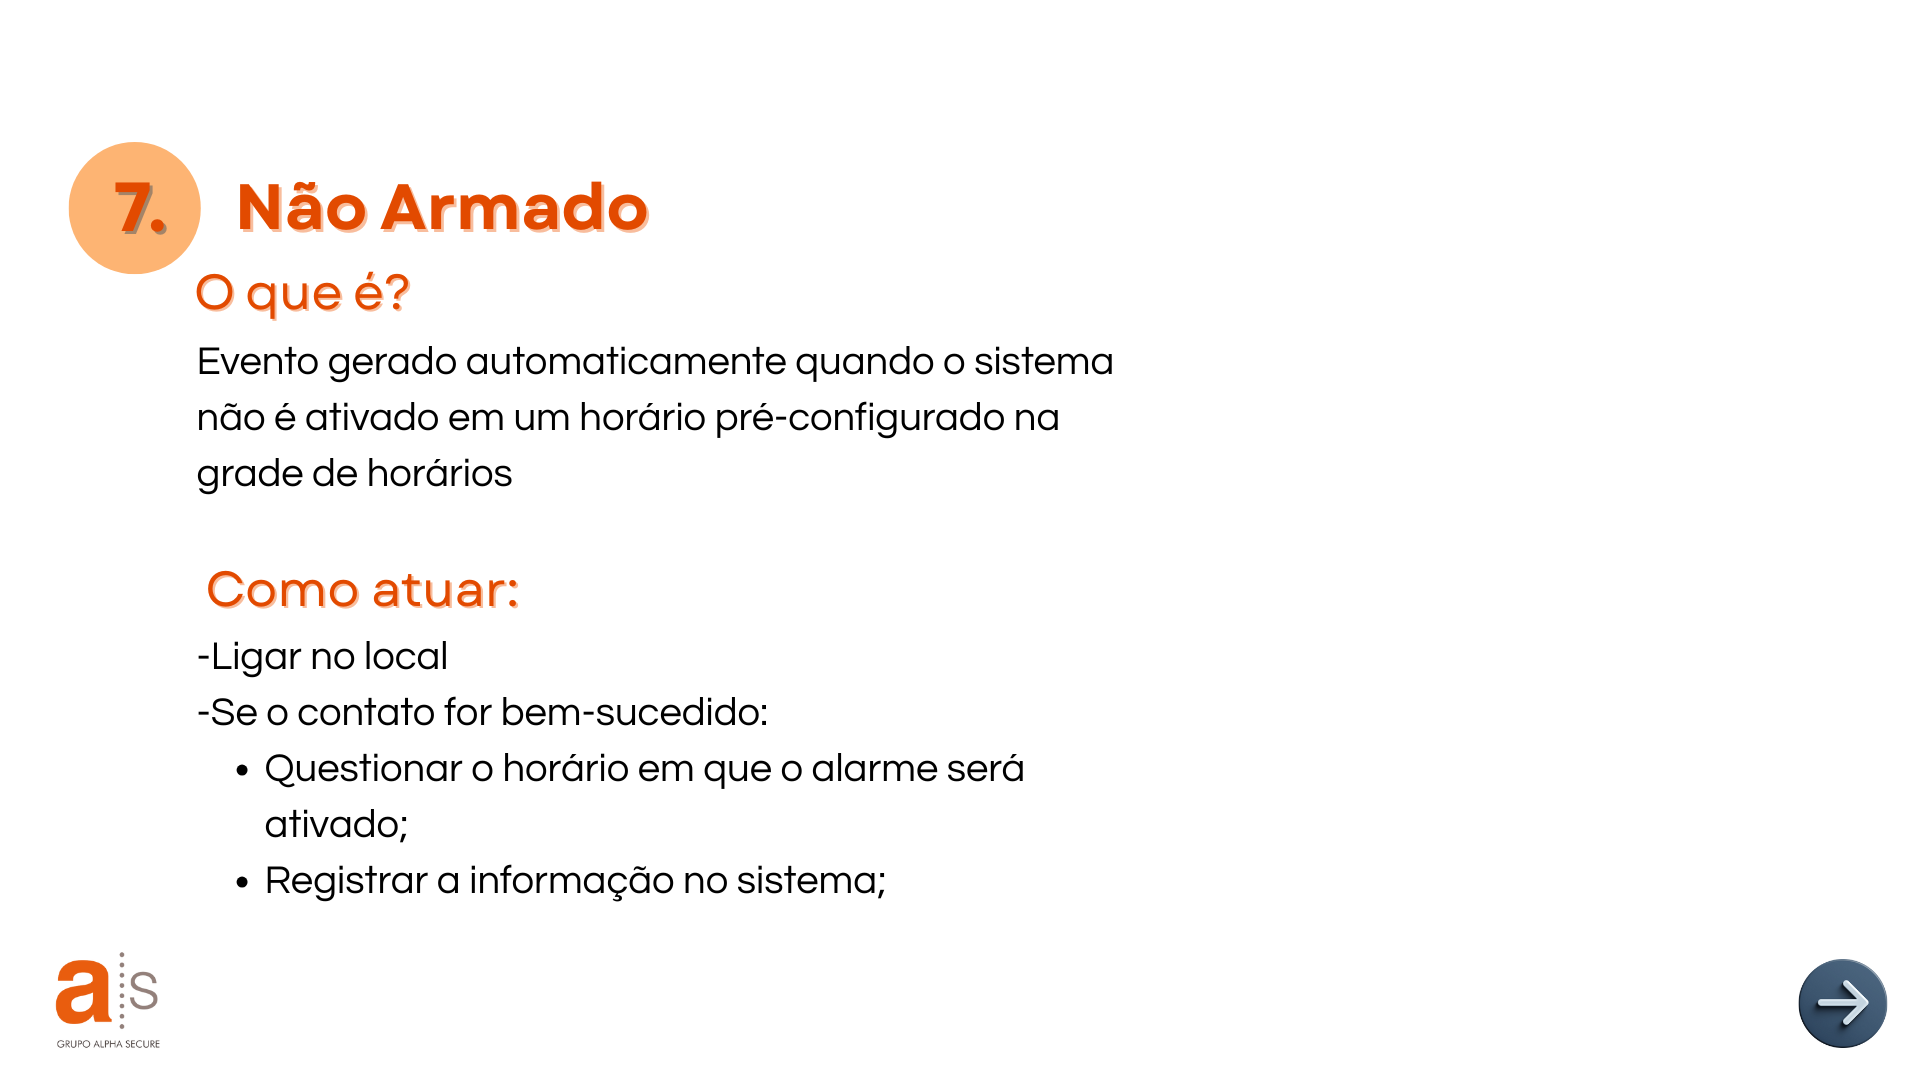 7. Não Armado
O que é?
Evento gerado automaticamente quando o sistema
não é ativado em um horário pré-configurado na
grade de horários
Como atuar:
-Ligar no local
-Se o contato for bem-sucedido:
• Questionar o horário em que o alarme será
ativado;
• Registrar a informação no sistema;
a s
GRUPO ALPHA SECURE